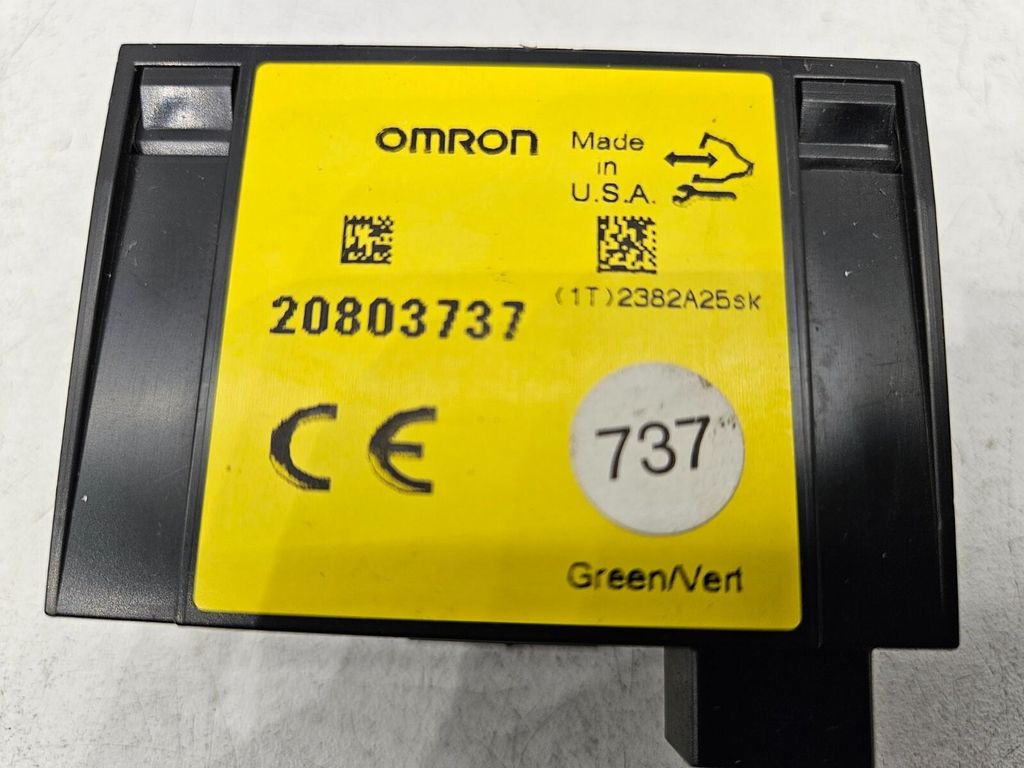 OMRON
Made
in
U.S.A.
20803737
(1T)2382A25sk
CE
737
Green/Vert